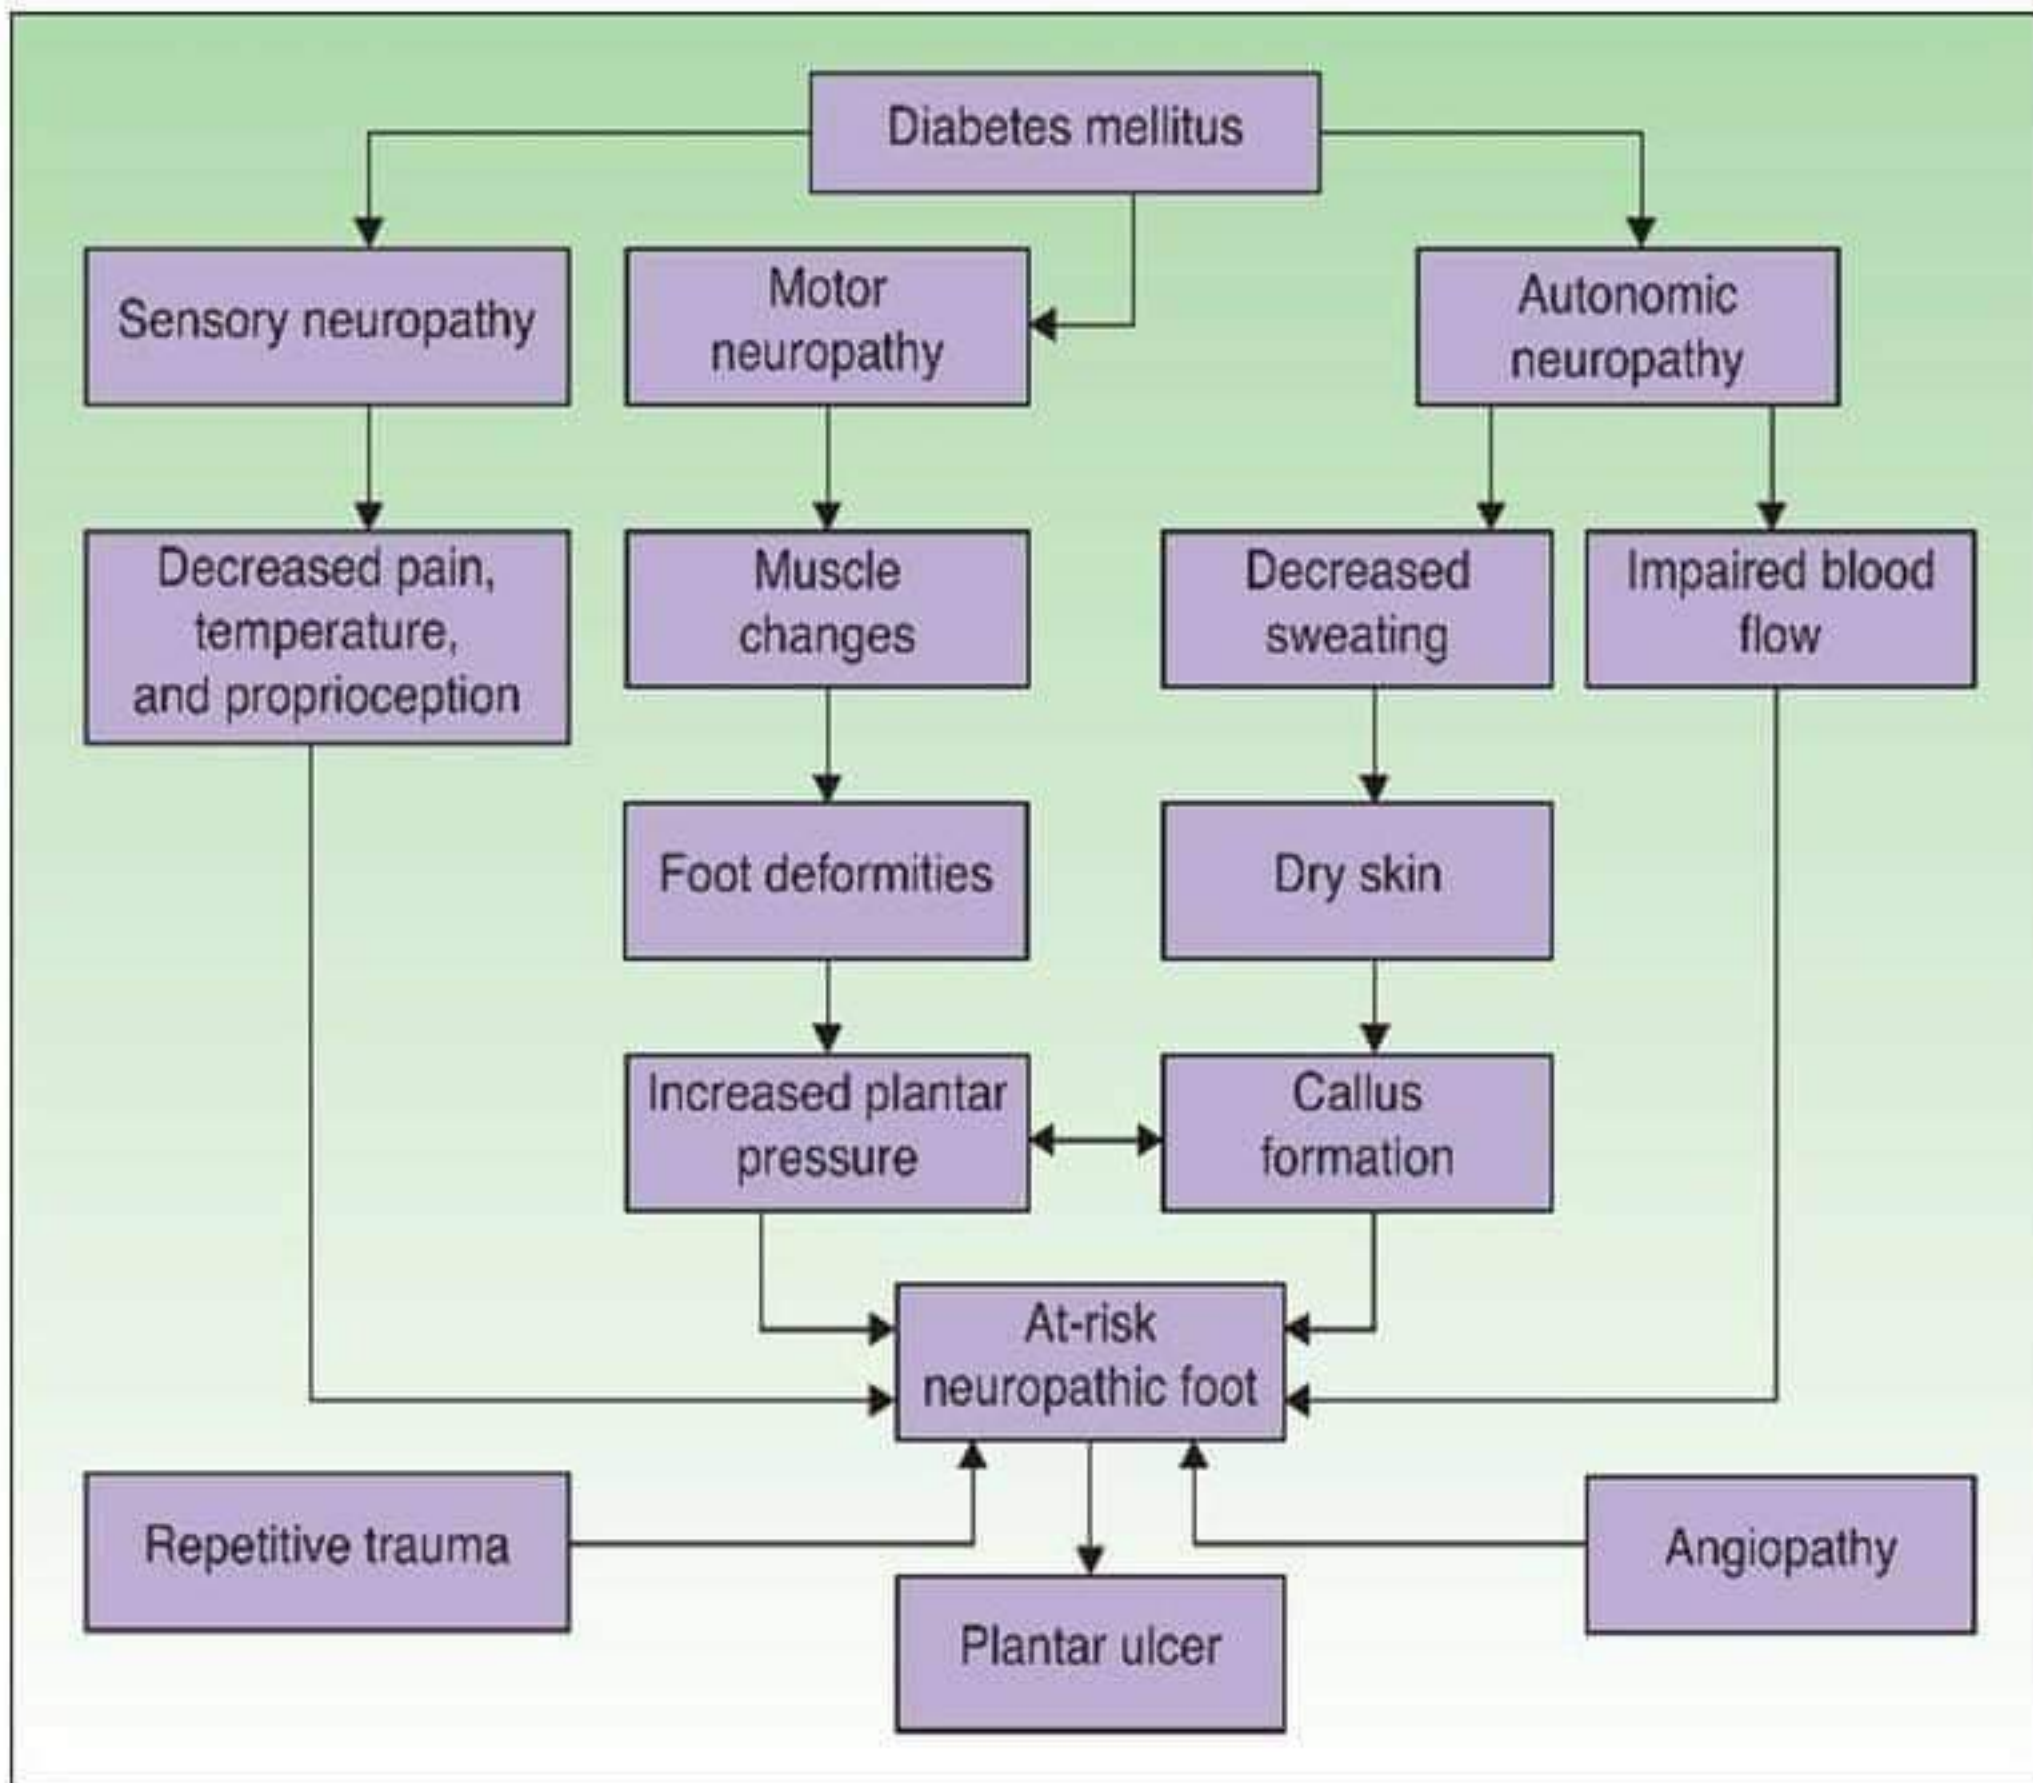 Diabetes mellitus
Sensory neuropathy
Motor
neuropathy
Autonomic
neuropathy
Decreased pain,
temperature,
and proprioception
Muscle
changes
Decreased
sweating
Impaired blood
flow
Foot deformities
Dry skin
Increased plantar
pressure
Callus
formation
At-risk
neuropathic foot
Repetitive trauma
Angiopathy
Plantar ulcer